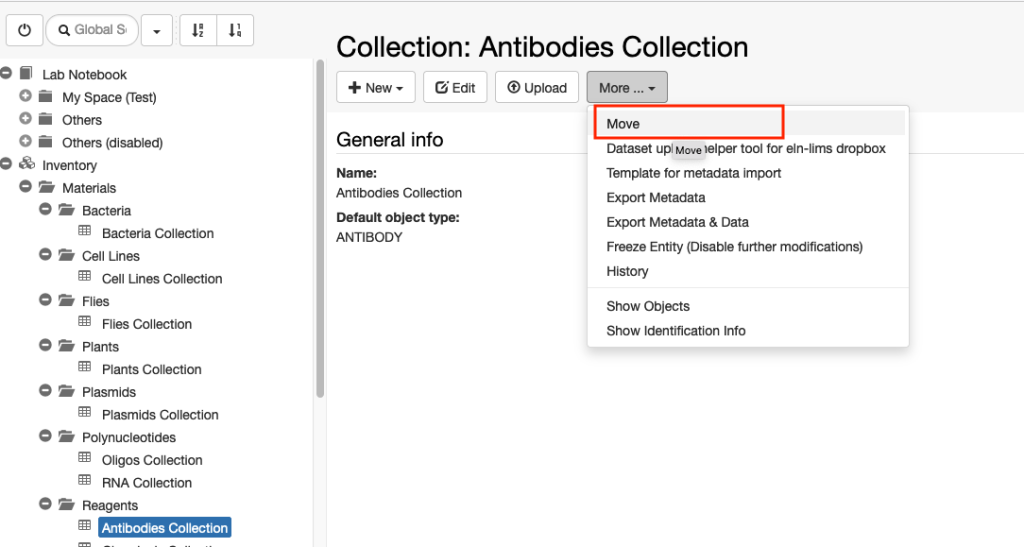 Global S
Collection: Antibodies Collection
New
Edit
Upload
More ...
Lab Notebook
My Space (Test)
Others
Others (disabled)
Inventory
Materials
Bacteria
Bacteria Collection
Cell Lines
Cell Lines Collection
Flies
Flies Collection
Plants
Plants Collection
Plasmids
Plasmids Collection
Polynucleotides
Oligos Collection
RNA Collection
Reagents
Antibodies Collection
General info
Name:
Antibodies Collection
Default object type:
ANTIBODY
Move
Dataset up helper tool for eln-lims dropbox
Move
Template for metadata import
Export Metadata
Export Metadata & Data
Freeze Entity (Disable further modifications)
History
Show Objects
Show Identification Info